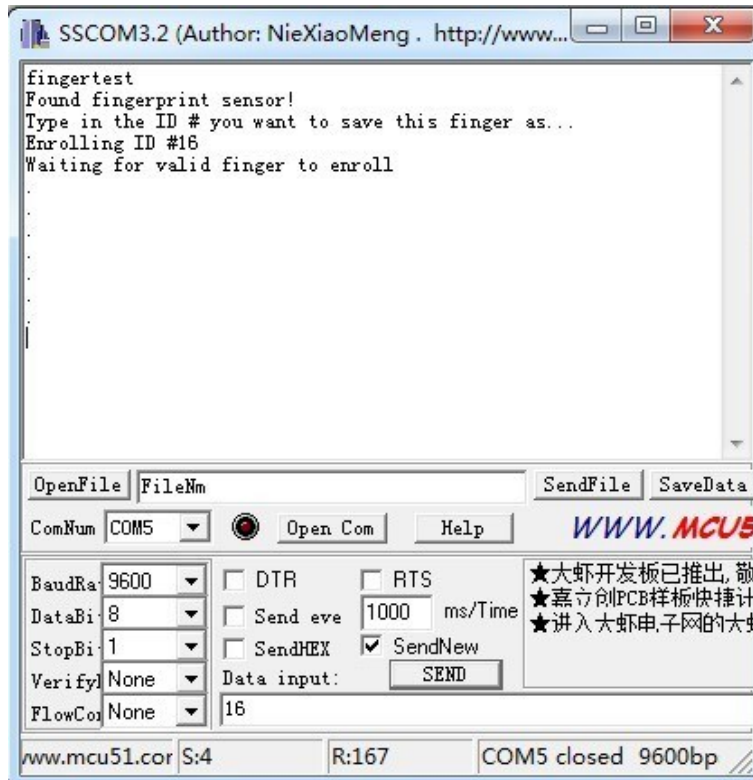 SSCOM3.2 (Author: NieXiaoMeng . http://www...
fingertest
Found fingerprint sensor!
Type in the ID # you want to save this finger as...
Enrolling ID #16
Waiting for valid finger to enroll
.
.
.
.
.
.
.
OpenFile FileNm SendFile SaveData
ComNum COM5 Open Com Help WWW. MCU5
BaudRa 9600 DTR RTS
DataBi 8 Send eve 1000 ms/Time
StopBi 1 SendHEX SendNew
Verifyl None Data input: SEND
FlowCo None 16
★大虾开发板已推出,敬
★嘉立创PCB样板快捷计
★进入大虾电子网的大虾
www.mcu51.cor S:4 R:167 COM5 closed 9600bp